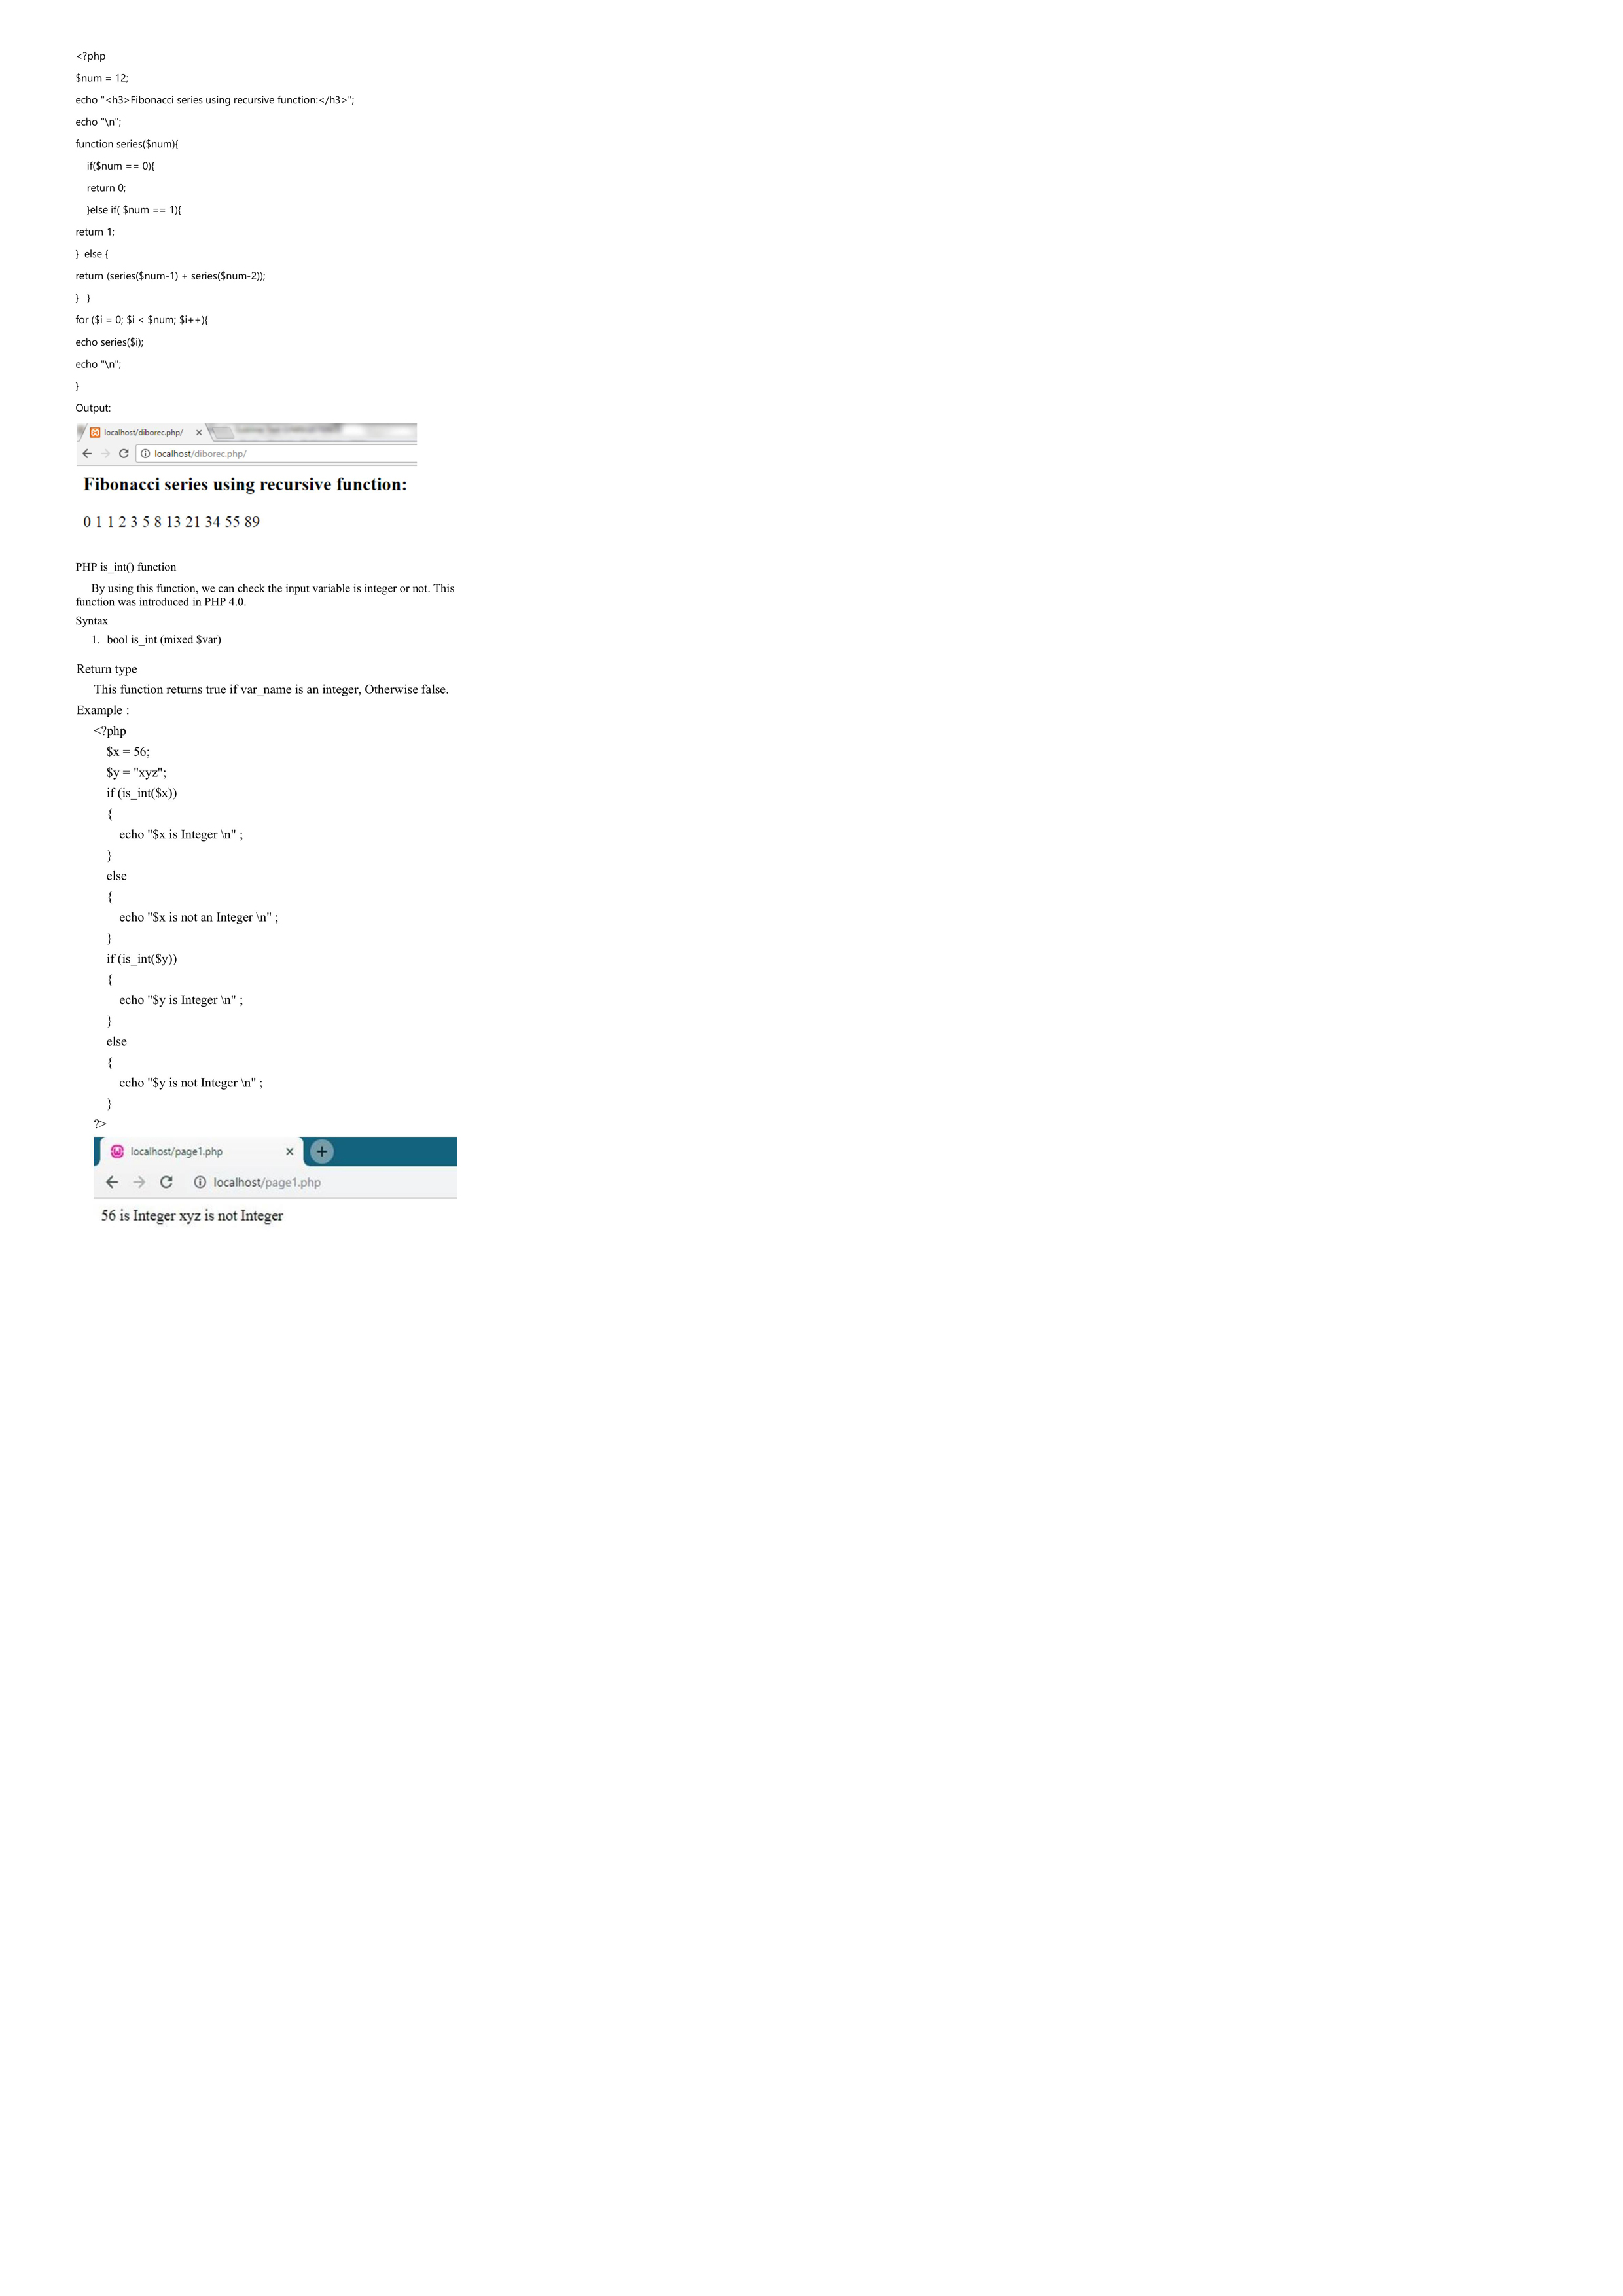 <?php
$num = 12;
echo "<h3>Fibonacci series using recursive function:</h3>";
echo "\n";
function series($num){
    if($num == 0){
    return 0;
    }else if( $num == 1){
return 1;
}  else {
return (series($num-1) + series($num-2));
}   }
for ($i = 0; $i < $num; $i++){
echo series($i);
echo "\n";
}
Output:
localhost/diborec.php/
localhost/diborec.php/
Fibonacci series using recursive function:
0 1 1 2 3 5 8 13 21 34 55 89
PHP is_int() function
By using this function, we can check the input variable is integer or not. This
function was introduced in PHP 4.0.
Syntax
1. bool is_int (mixed $var)
Return type
This function returns true if var_name is an integer, Otherwise false.
Example :
<?php
    $x = 56;
    $y = "xyz";
    if (is_int($x))
    {
        echo "$x is Integer \n" ;
    }
    else
    {
        echo "$x is not an Integer \n" ;
    }
    if (is_int($y))
    {
        echo "$y is Integer \n" ;
    }
    else
    {
        echo "$y is not Integer \n" ;
    }
?>
localhost/page1.php
localhost/page1.php
56 is Integer xyz is not Integer